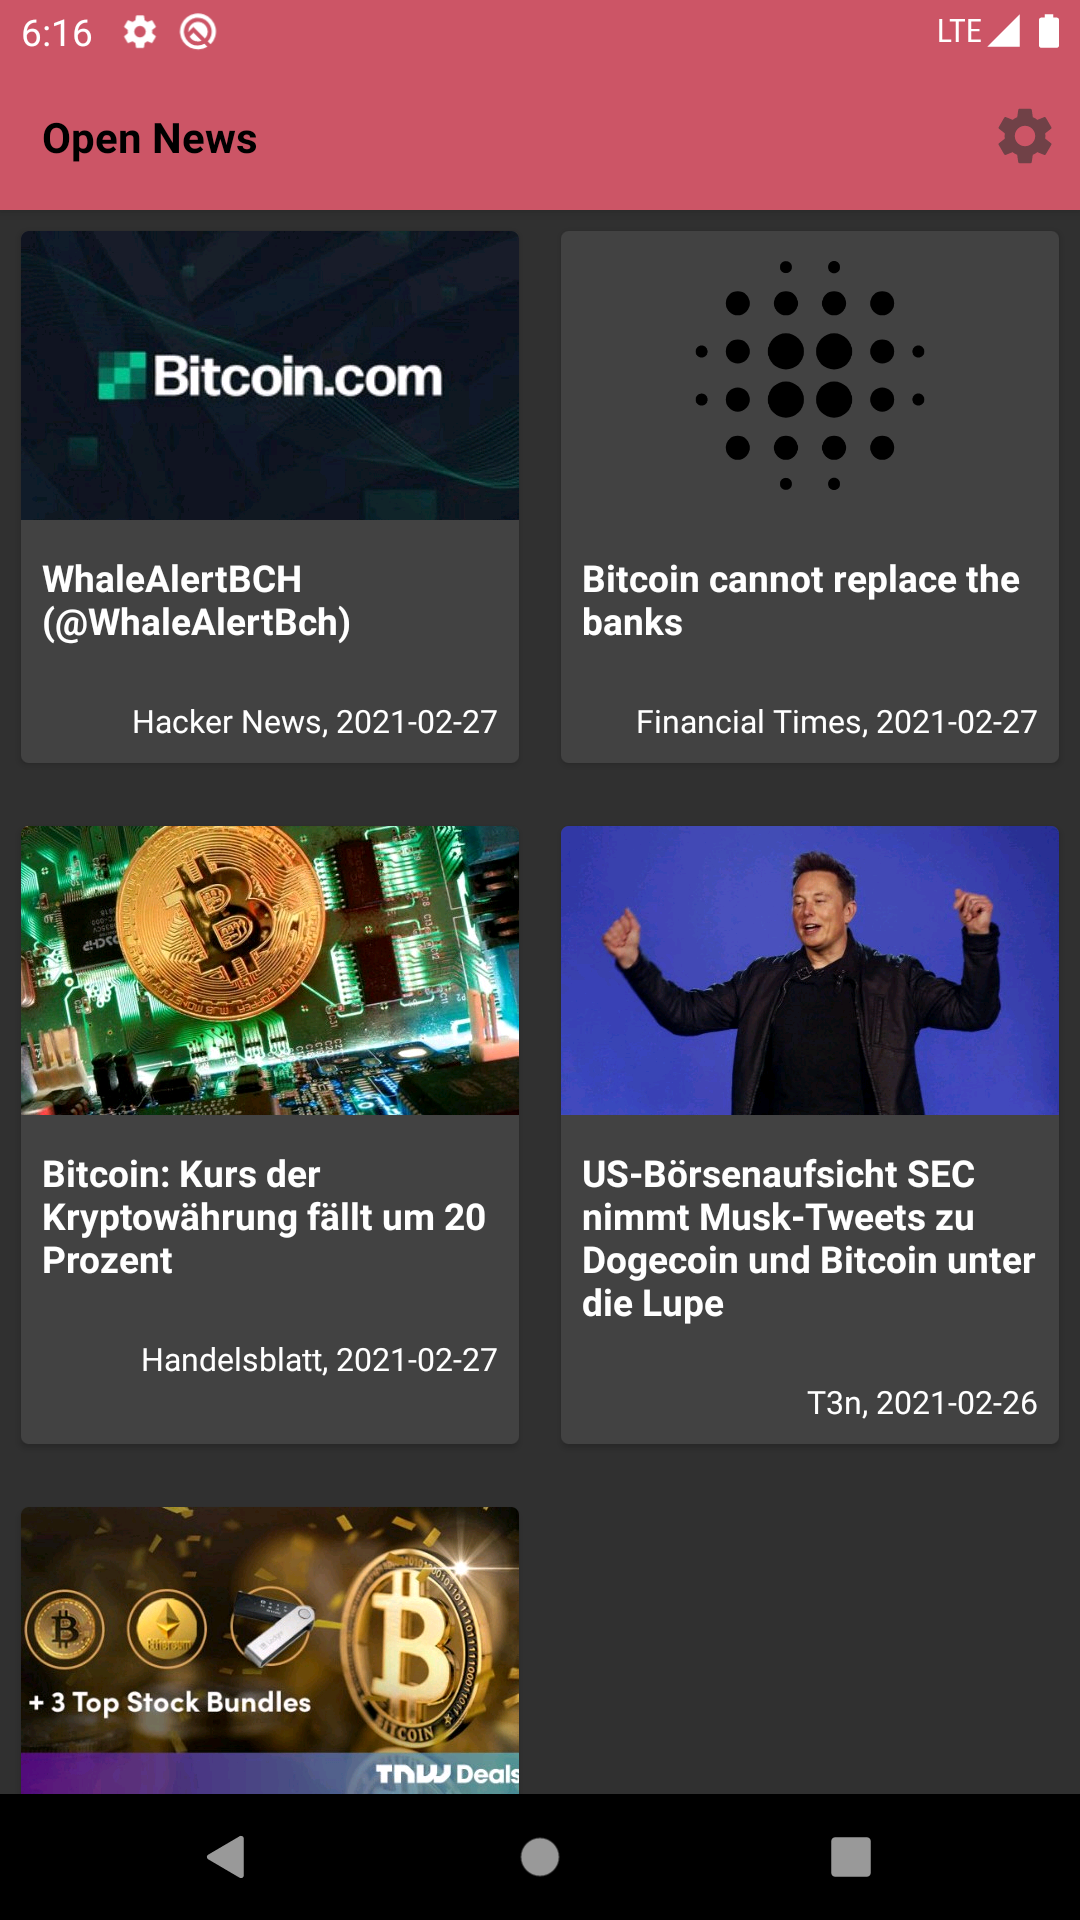 6:16
LTE
Open News
Bitcoin.com
WhaleAlertBCH
(@WhaleAlertBch)
Hacker News, 2021-02-27
Bitcoin cannot replace the
banks
Financial Times, 2021-02-27
Bitcoin: Kurs der
Kryptowährung fällt um 20
Prozent
Handelsblatt, 2021-02-27
US-Börsenaufsicht SEC
nimmt Musk-Tweets zu
Dogecoin und Bitcoin unter
die Lupe
T3n, 2021-02-26
+ 3 Top Stock Bundles
BITCOIN
TNW Deals